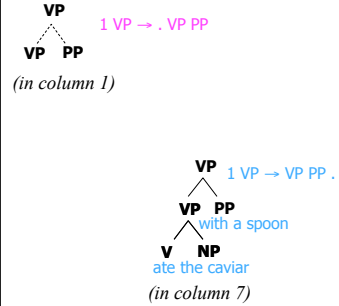 VP
1 VP → . VP PP
VP PP
(in column 1)
VP
1 VP → VP PP .
VP PP
with a spoon
V NP
ate the caviar
(in column 7)